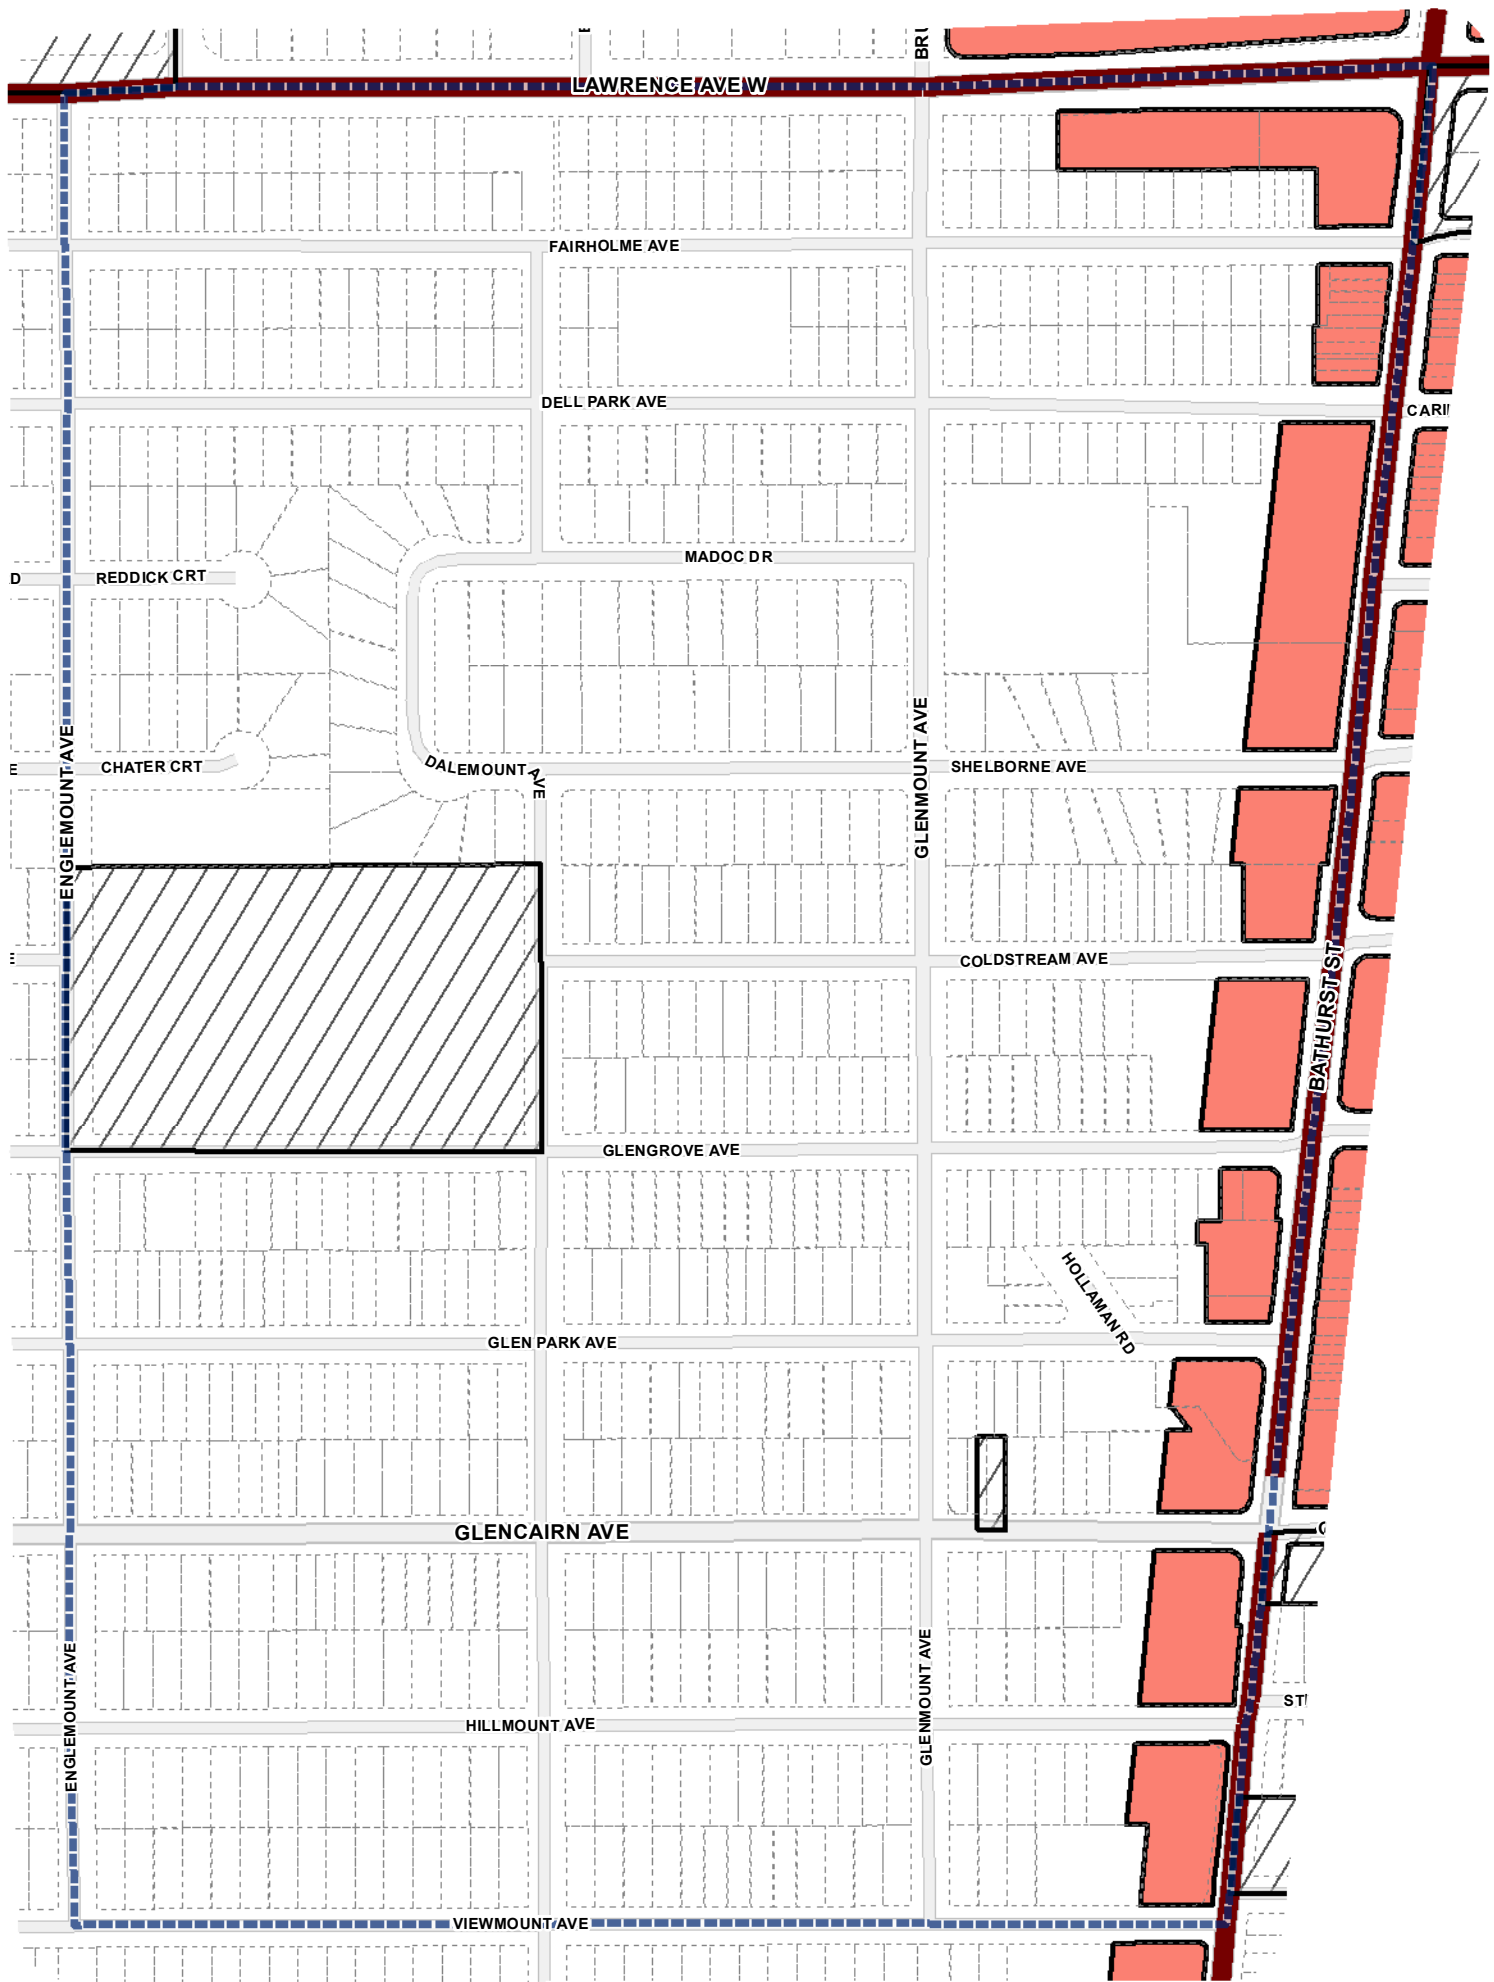 LAWRENCE AVE W
FAIRHOLME AVE
DELL PARK AVE
MADOC DR
D
REDDICK CRT
E
CHATER CRT
DALEMOUNT AVE
SHELBORNE AVE
ENGLEMOUNT AVE
GLENMOUNT AVE
COLDSTREAM AVE
BATHURST ST
GLENGROVE AVE
HOLLAMAN RD
GLEN PARK AVE
GLENCAIRN AVE
ENGLEMOUNT AVE
GLENMOUNT AVE
HILLMOUNT AVE
VIEWMOUNT AVE